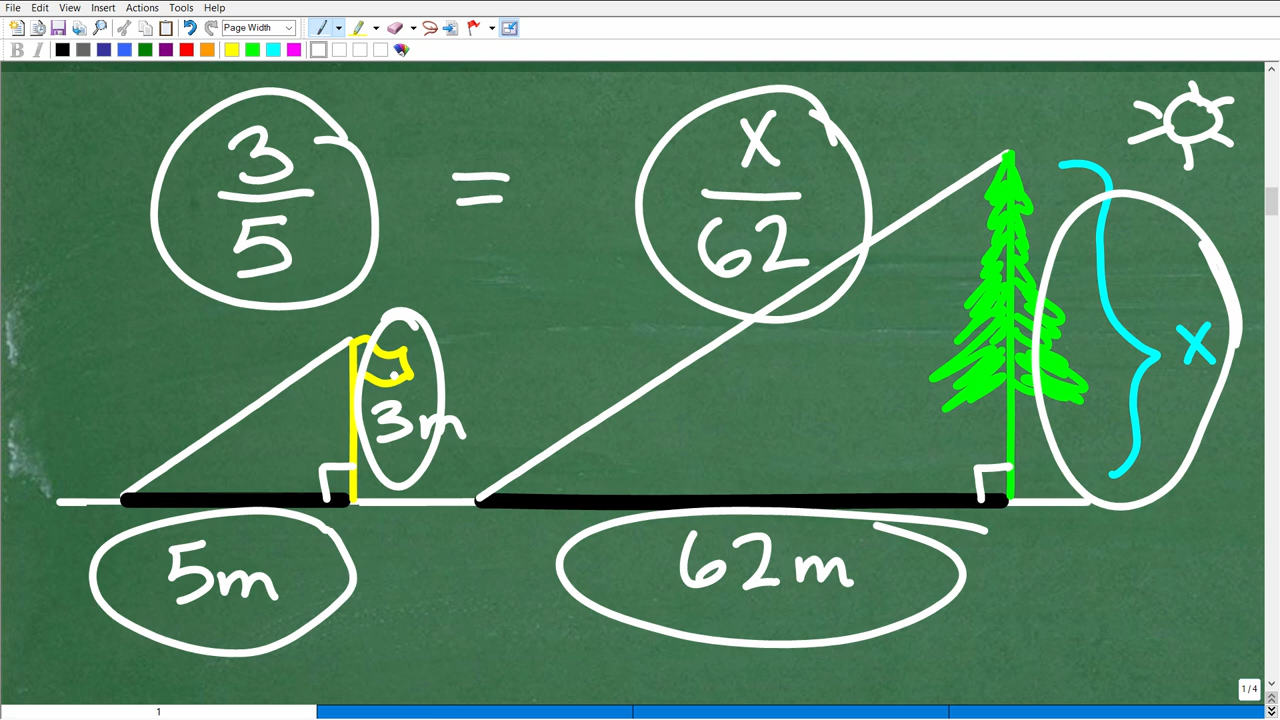 File Edit View Insert Actions Tools Help
Page Width
B I
3/5 = x/62
x
3m
5m
62m
1/4
1